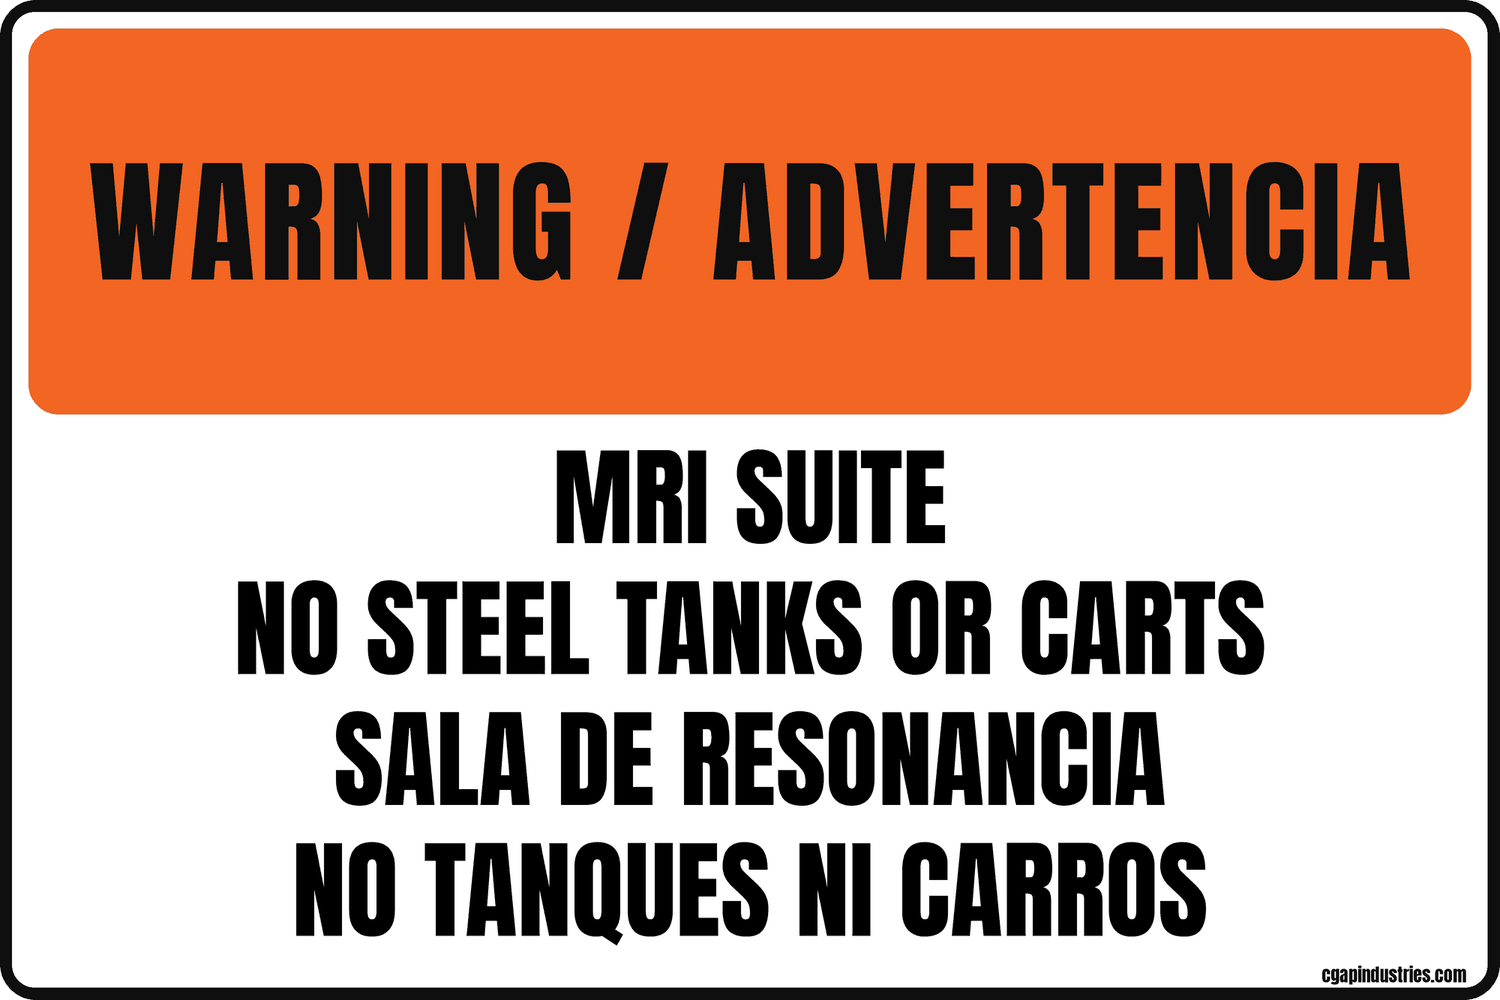 WARNING / ADVERTENCIA
MRI SUITE
NO STEEL TANKS OR CARTS
SALA DE RESONANCIA
NO TANQUES NI CARROS
cgapindustries.com